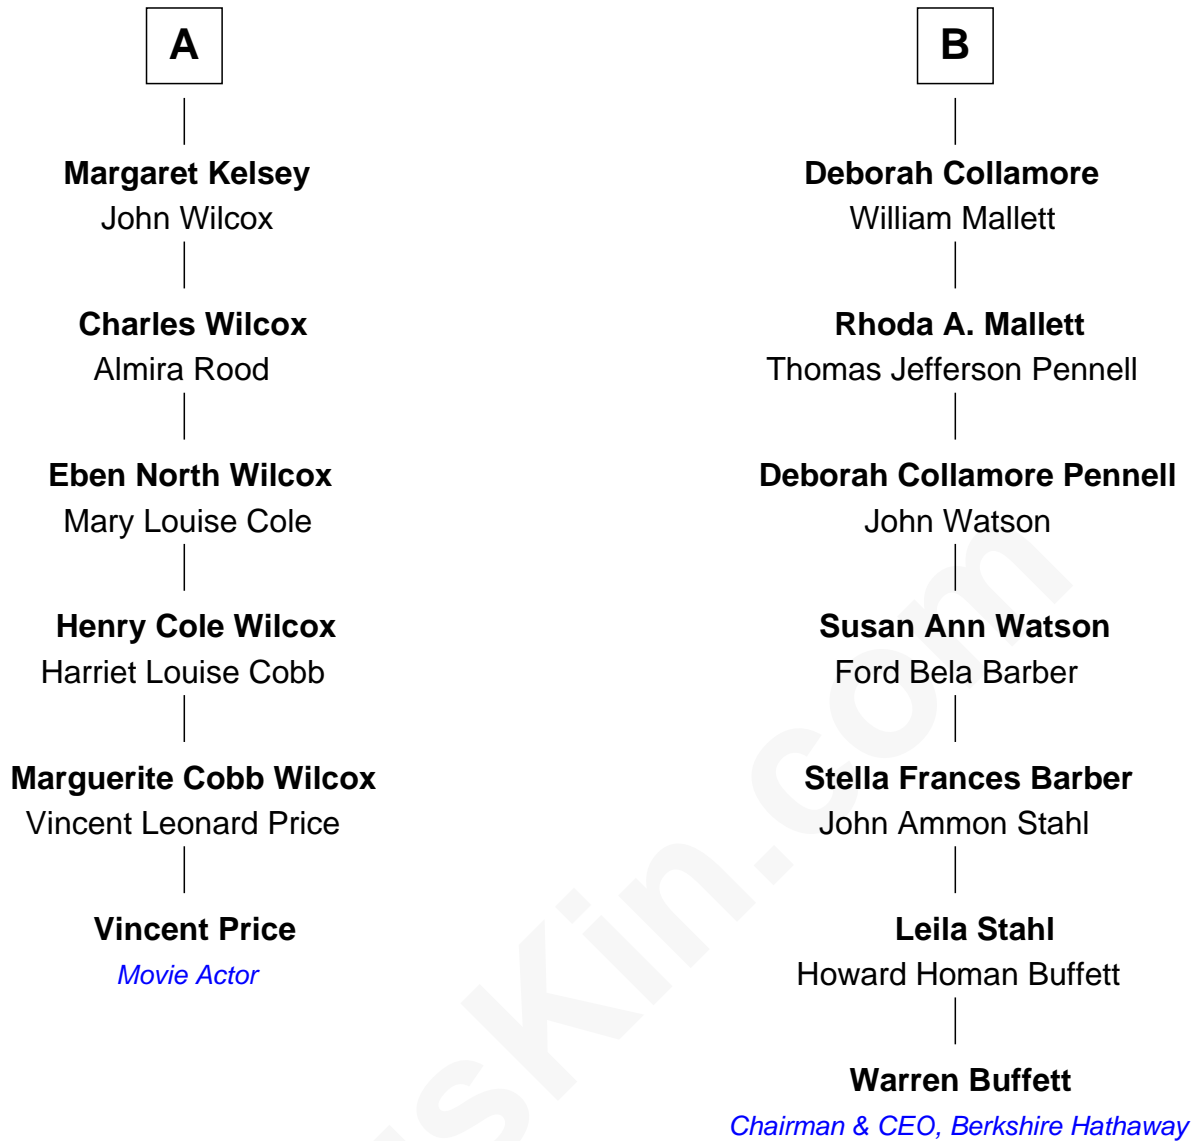 A
Margaret Kelsey
John Wilcox
Charles Wilcox
Almira Rood
Eben North Wilcox
Mary Louise Cole
Henry Cole Wilcox
Harriet Louise Cobb
Marguerite Cobb Wilcox
Vincent Leonard Price
Vincent Price
Movie Actor
B
Deborah Collamore
William Mallett
Rhoda A. Mallett
Thomas Jefferson Pennell
Deborah Collamore Pennell
John Watson
Susan Ann Watson
Ford Bela Barber
Stella Frances Barber
John Ammon Stahl
Leila Stahl
Howard Homan Buffett
Warren Buffett
Chairman & CEO, Berkshire Hathaway